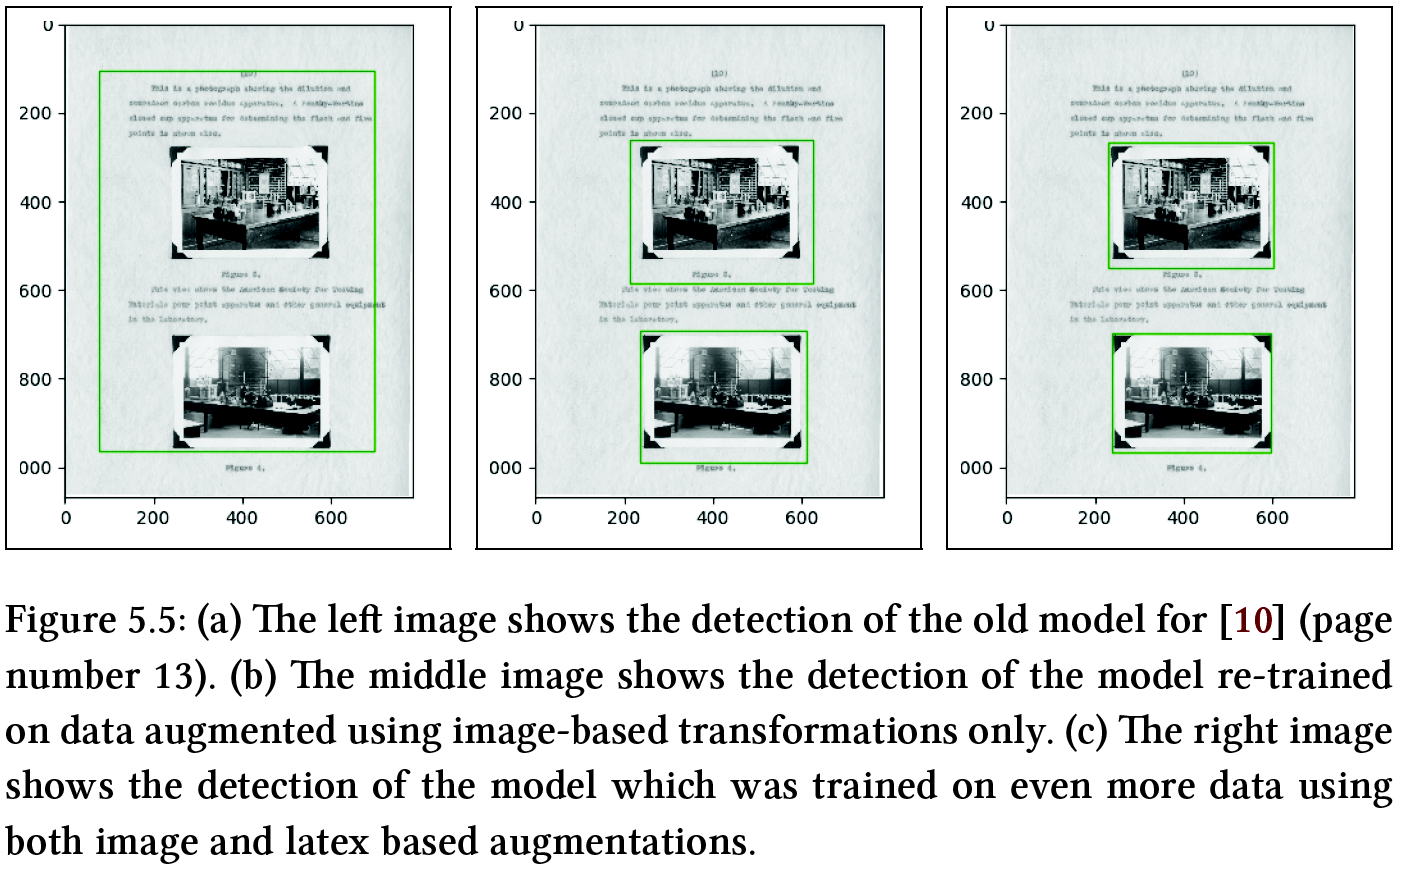 0
200
400
600
800
000
0
200
400
600
(10)
This is a photograph showing the dilution and
carbon residue apparatus. A
closed cup apparatus for determining the flash and fire
points is shown also.
Figure 3.
This view shows the American Society for Testing
Materials pour point apparatus and other general equipment
in the laboratory.
Figure 4.
0
200
400
600
800
000
0
200
400
600
(10)
This is a photograph showing the dilution and
carbon residue apparatus. A
closed cup apparatus for determining the flash and fire
points is shown also.
Figure 3.
This view shows the American Society for Testing
Materials pour point apparatus and other general equipment
in the laboratory.
Figure 4.
0
200
400
600
800
000
0
200
400
600
(10)
This is a photograph showing the dilution and
carbon residue apparatus. A
closed cup apparatus for determining the flash and fire
points is shown also.
Figure 3.
This view shows the American Society for Testing
Materials pour point apparatus and other general equipment
in the laboratory.
Figure 4.
Figure 5.5: (a) The left image shows the detection of the old model for [10] (page
number 13). (b) The middle image shows the detection of the model re-trained
on data augmented using image-based transformations only. (c) The right image
shows the detection of the model which was trained on even more data using
both image and latex based augmentations.